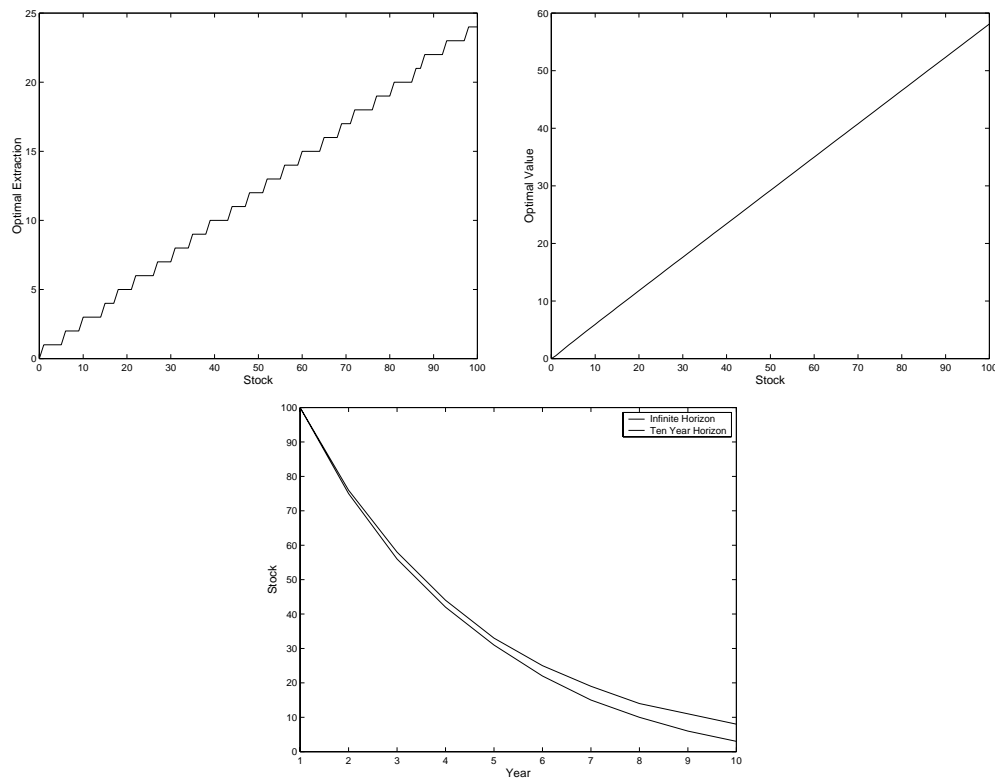 25
20
15
10
5
0
Optimal Extraction
0 10 20 30 40 50 60 70 80 90 100
Stock
60
50
40
30
20
10
0
Optimal Value
0 10 20 30 40 50 60 70 80 90 100
Stock
100
90
80
70
60
50
40
30
20
10
0
Stock
Infinite Horizon
Ten Year Horizon
1 2 3 4 5 6 7 8 9 10
Year